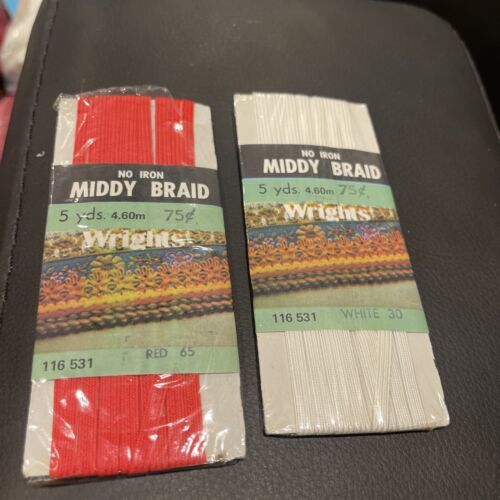 NO IRON
MIDDY BRAID
5 yds. 4.60m 75¢
Wrights
116 531 RED 65
NO IRON
MIDDY BRAID
5 yds. 4.60m 75¢
Wrights
116 531 WHITE 30